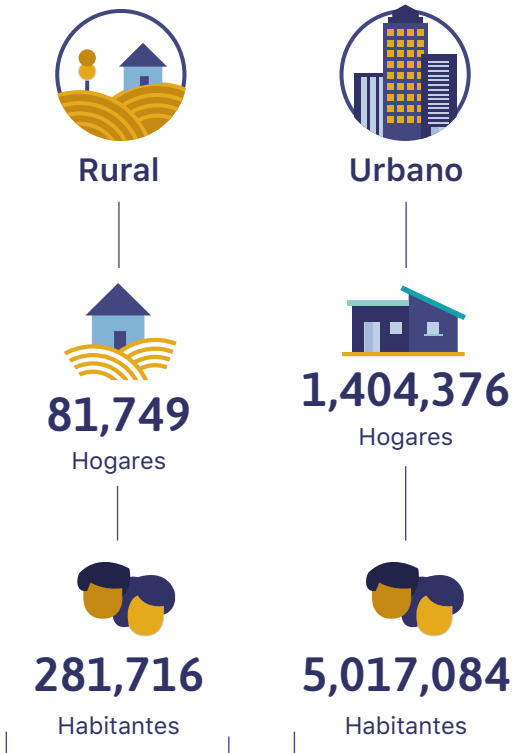 Rural
81,749
Hogares
281,716
Habitantes
Urbano
1,404,376
Hogares
5,017,084
Habitantes